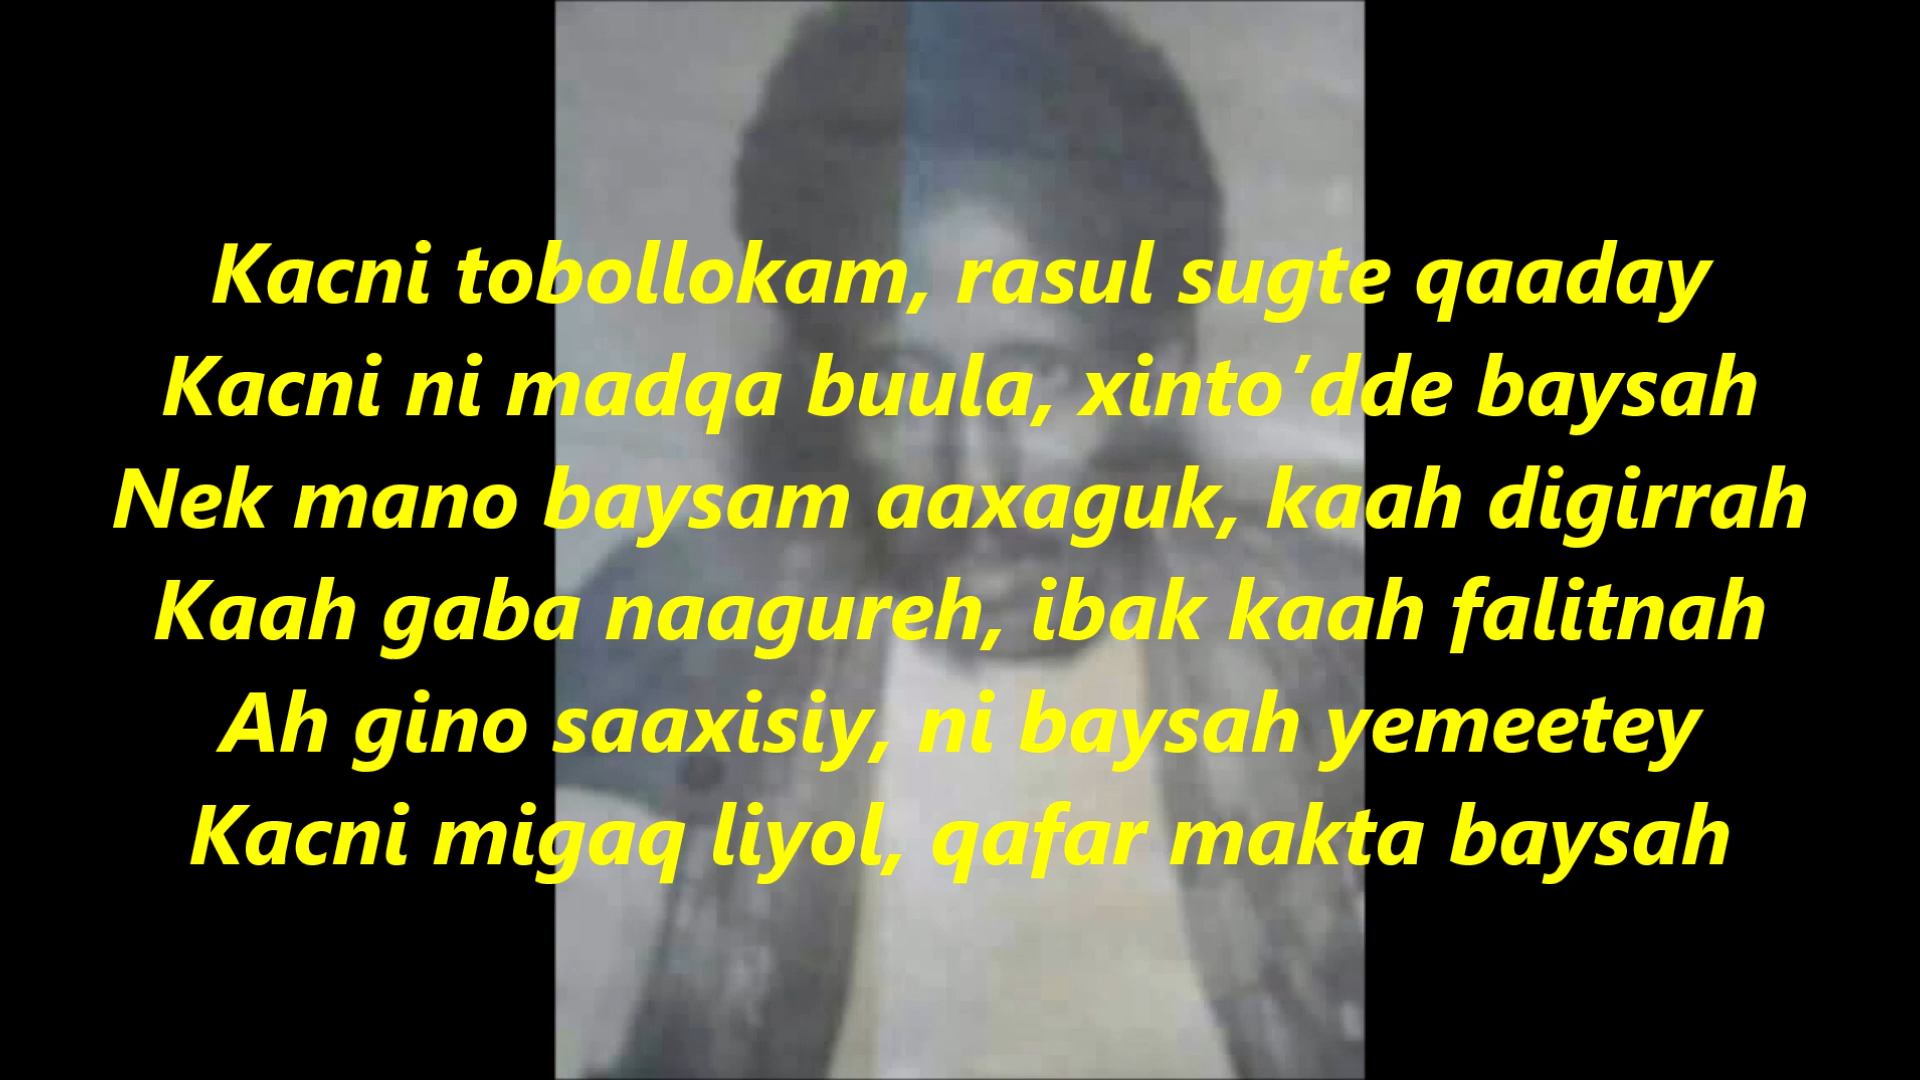 Kacni tobollokam, rasul sugte qaaday
Kacni ni madqa buula, xinto’dde baysah
Nek mano baysam aaxaguk, kaah digirrah
Kaah gaba naagureh, ibak kaah falitnah
Ah gino saaxisiy, ni baysah yemeetey
Kacni migaq liyol, qafar makta baysah